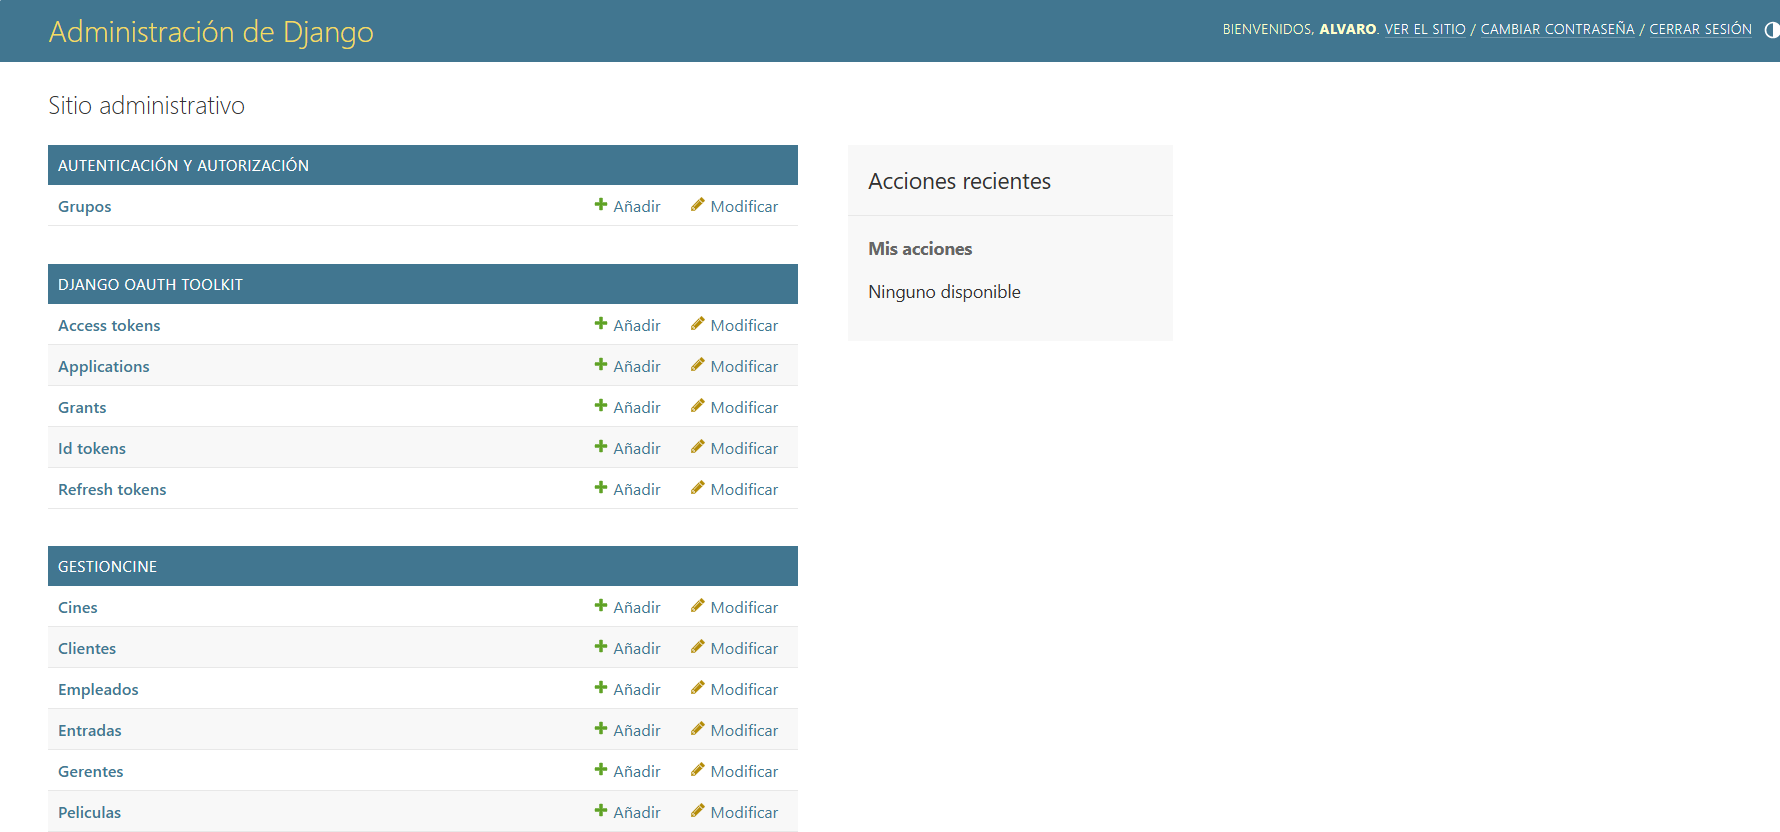 Administración de Django
BIENVENIDOS, ALVARO. VER EL SITIO / CAMBIAR CONTRASEÑA / CERRAR SESIÓN
Sitio administrativo
AUTENTICACIÓN Y AUTORIZACIÓN
Grupos Añadir Modificar
DJANGO OAUTH TOOLKIT
Access tokens Añadir Modificar
Applications Añadir Modificar
Grants Añadir Modificar
Id tokens Añadir Modificar
Refresh tokens Añadir Modificar
GESTIONCINE
Cines Añadir Modificar
Clientes Añadir Modificar
Empleados Añadir Modificar
Entradas Añadir Modificar
Gerentes Añadir Modificar
Peliculas Añadir Modificar
Acciones recientes
Mis acciones
Ninguno disponible